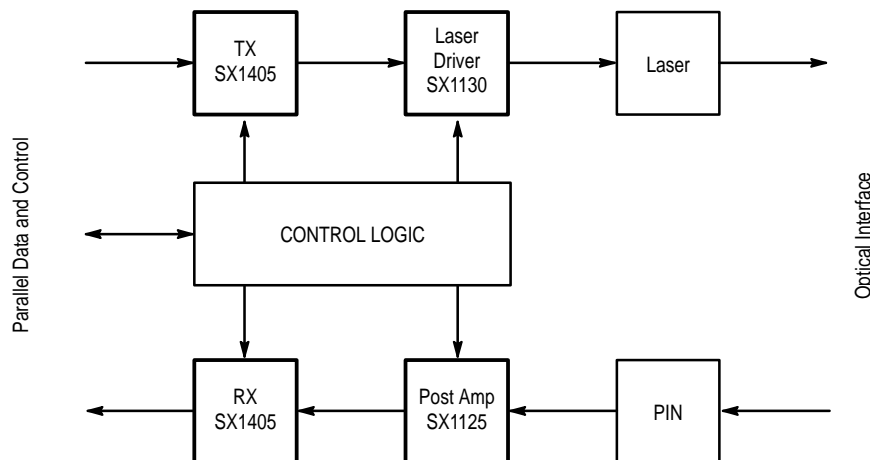 TX
SX1405
Laser
Driver
SX1130
Laser
Parallel Data and Control
CONTROL LOGIC
Optical Interface
RX
SX1405
Post Amp
SX1125
PIN